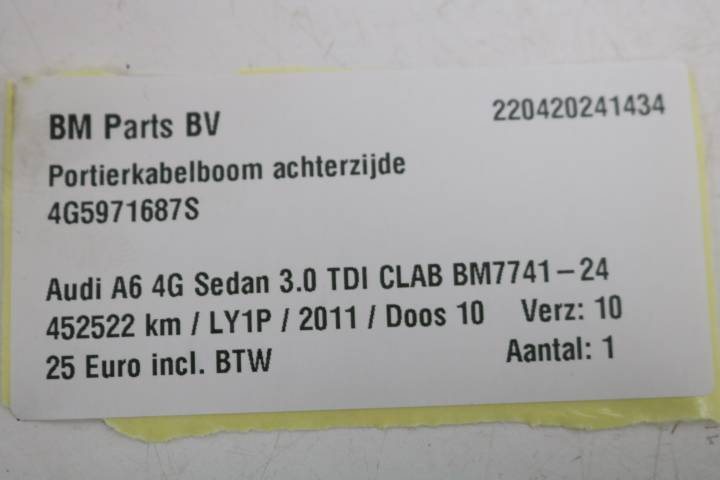 BM Parts BV 220420241434
Portierkabelboom achterzijde
4G5971687S
Audi A6 4G Sedan 3.0 TDI CLAB BM7741-24
452522 km / LY1P / 2011 / Doos 10 Verz: 10
25 Euro incl. BTW Aantal: 1